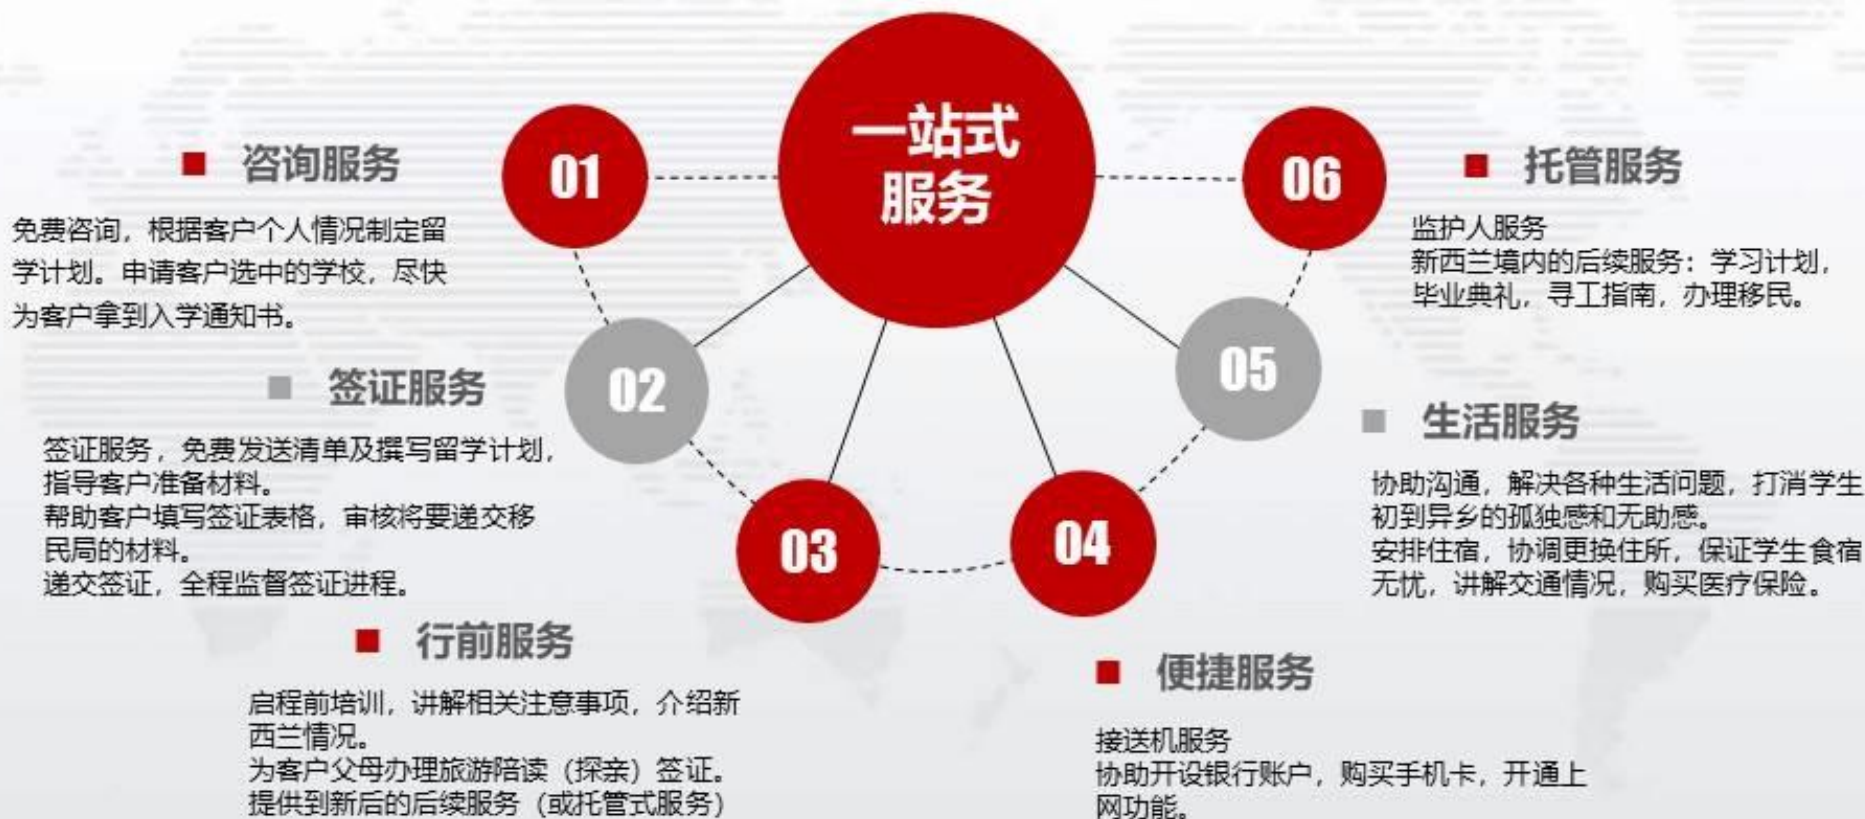 一站式
服务
01
咨询服务
免费咨询，根据客户个人情况制定留
学计划。申请客户选中的学校，尽快
为客户拿到入学通知书。
02
签证服务
签证服务，免费发送清单及撰写留学计划，
指导客户准备材料。
帮助客户填写签证表格，审核将要递交移
民局的材料。
递交签证，全程监督签证进程。
03
行前服务
启程前培训，讲解相关注意事项，介绍新
西兰情况。
为客户父母办理旅游陪读（探亲）签证。
提供到新后的后续服务（或托管式服务）
04
便捷服务
接送机服务
协助开设银行账户，购买手机卡，开通上
网功能。
05
生活服务
协助沟通，解决各种生活问题，打消学生
初到异乡的孤独感和无助感。
安排住宿，协调更换住所，保证学生食宿
无忧，讲解交通情况，购买医疗保险。
06
托管服务
监护人服务
新西兰境内的后续服务：学习计划，
毕业典礼，寻工指南，办理移民。